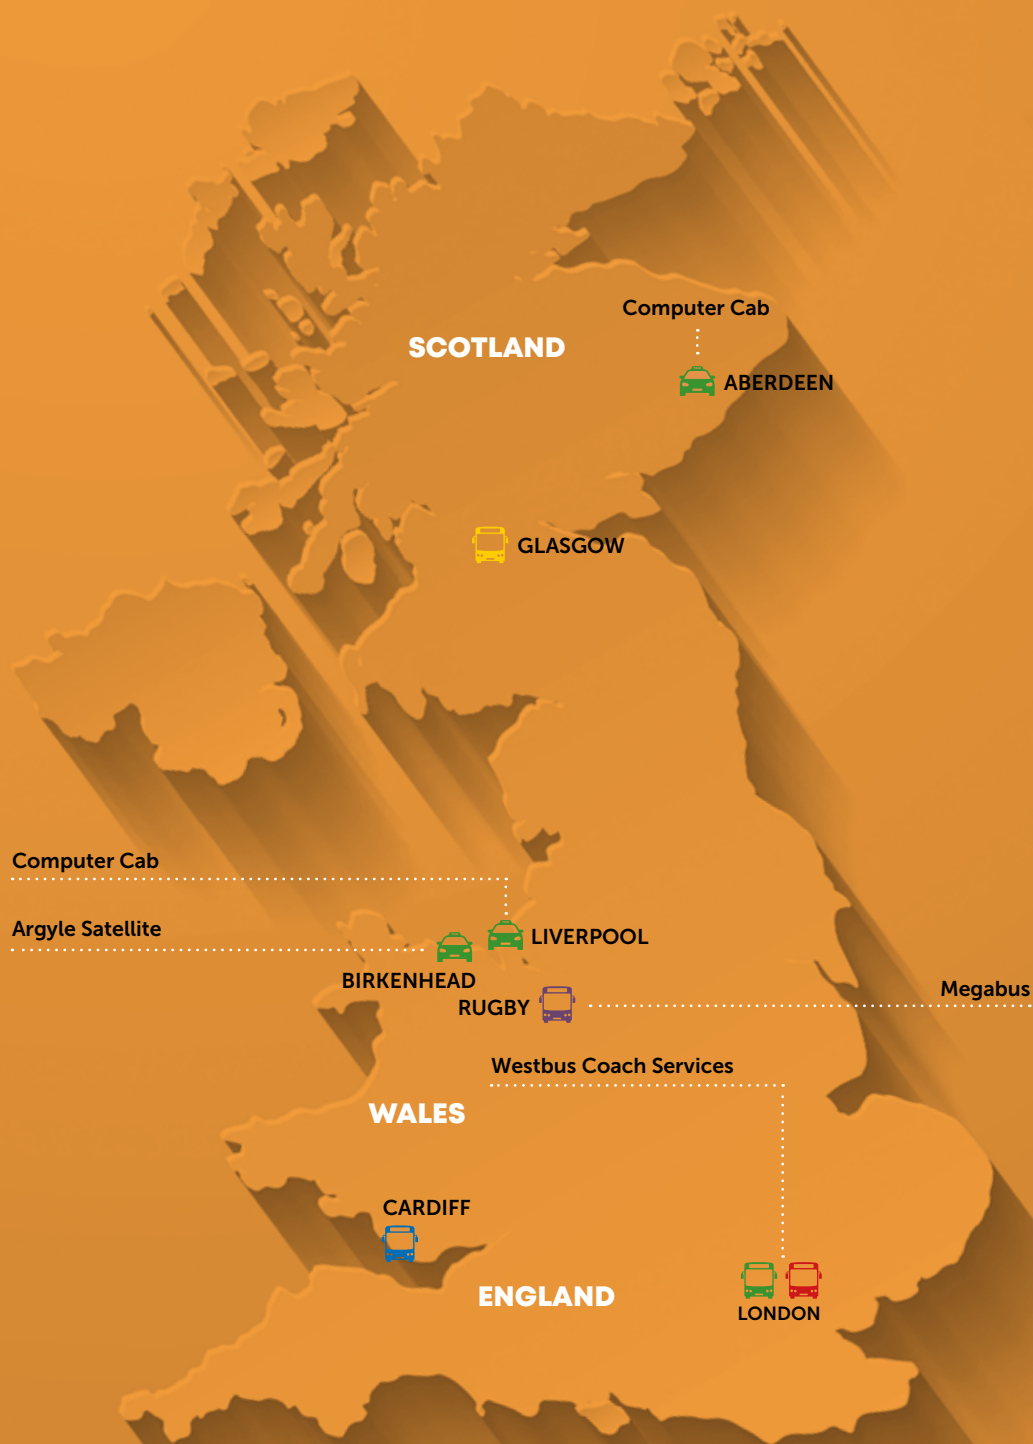 Computer Cab
SCOTLAND
ABERDEEN
GLASGOW
Computer Cab
Argyle Satellite
LIVERPOOL
BIRKENHEAD
Megabus
RUGBY
Westbus Coach Services
WALES
CARDIFF
ENGLAND
LONDON